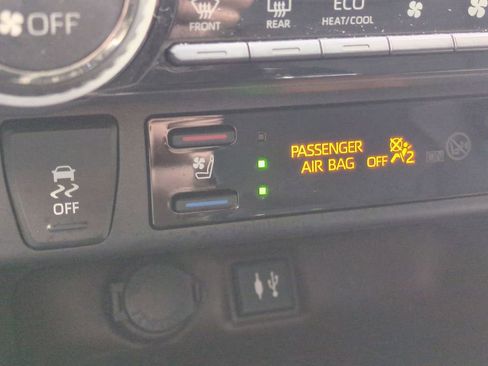 OFF
FRONT
REAR
ECO
HEAT/COOL
PASSENGER
AIR BAG OFF 2
OFF